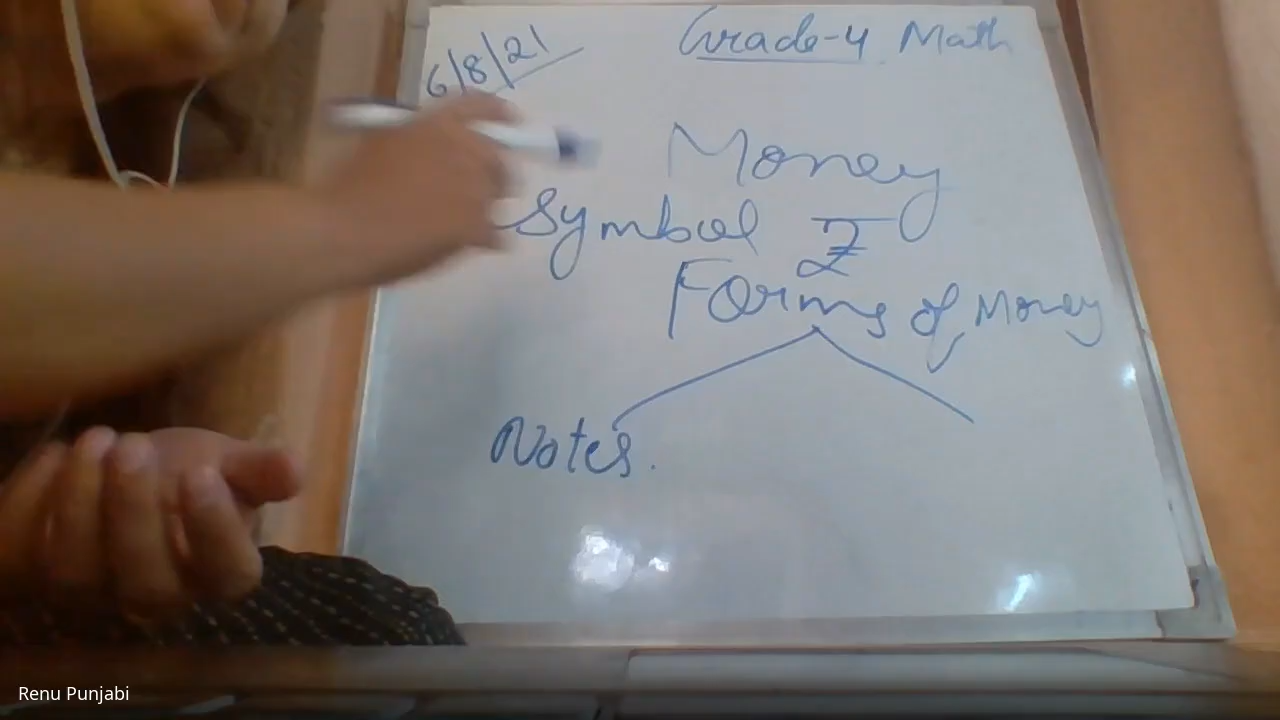 6/8/21
Grade-4 Math
Money
Symbol ₹
Forms of Money
Notes.
Renu Punjabi